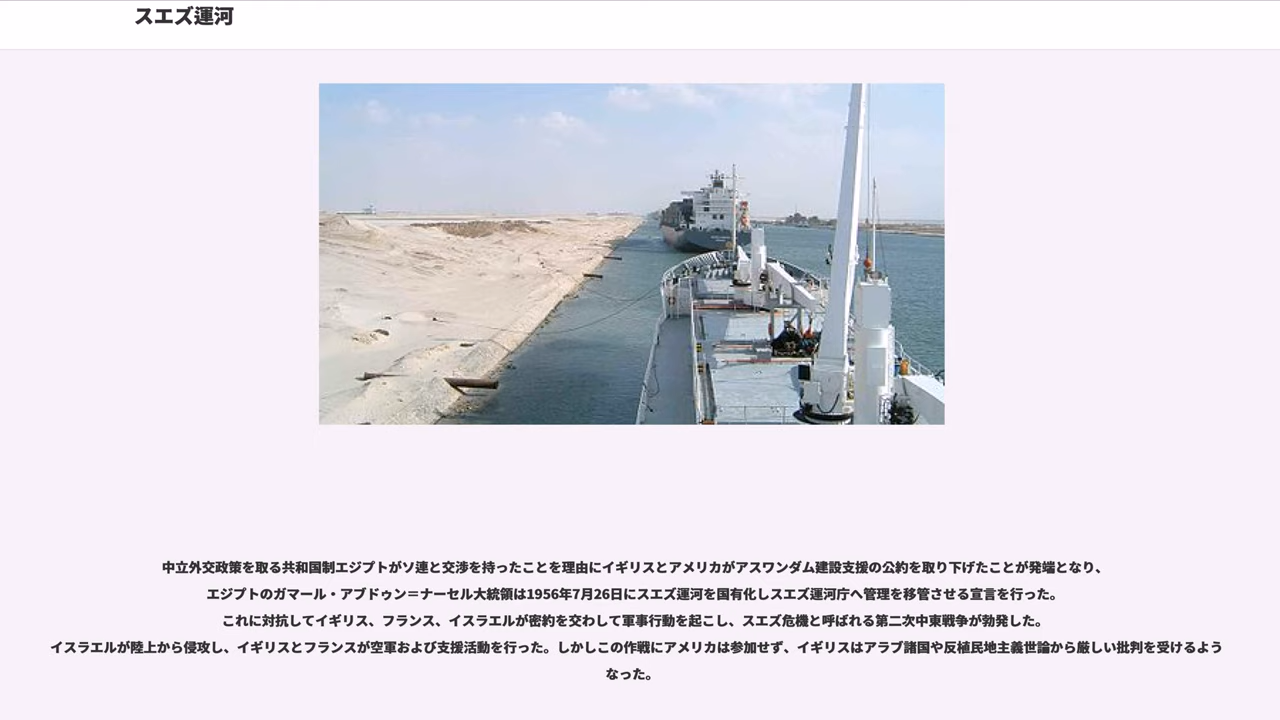 スエズ運河
中立外交政策を取る共和国制エジプトがソ連と交渉を持ったことを理由にイギリスとアメリカがアスワンダム建設支援の公約を取り下げたことが発端となり、
エジプトのガマール・アブドゥン＝ナーセル大統領は1956年7月26日にスエズ運河を国有化しスエズ運河庁へ管理を移管させる宣言を行った。
これに対抗してイギリス、フランス、イスラエルが密約を交わして軍事行動を起こし、スエズ危機と呼ばれる第二次中東戦争が勃発した。
イスラエルが陸上から侵攻し、イギリスとフランスが空軍および支援活動を行った。しかしこの作戦にアメリカは参加せず、イギリスはアラブ諸国や反植民地主義世論から厳しい批判を受けるよう
なった。